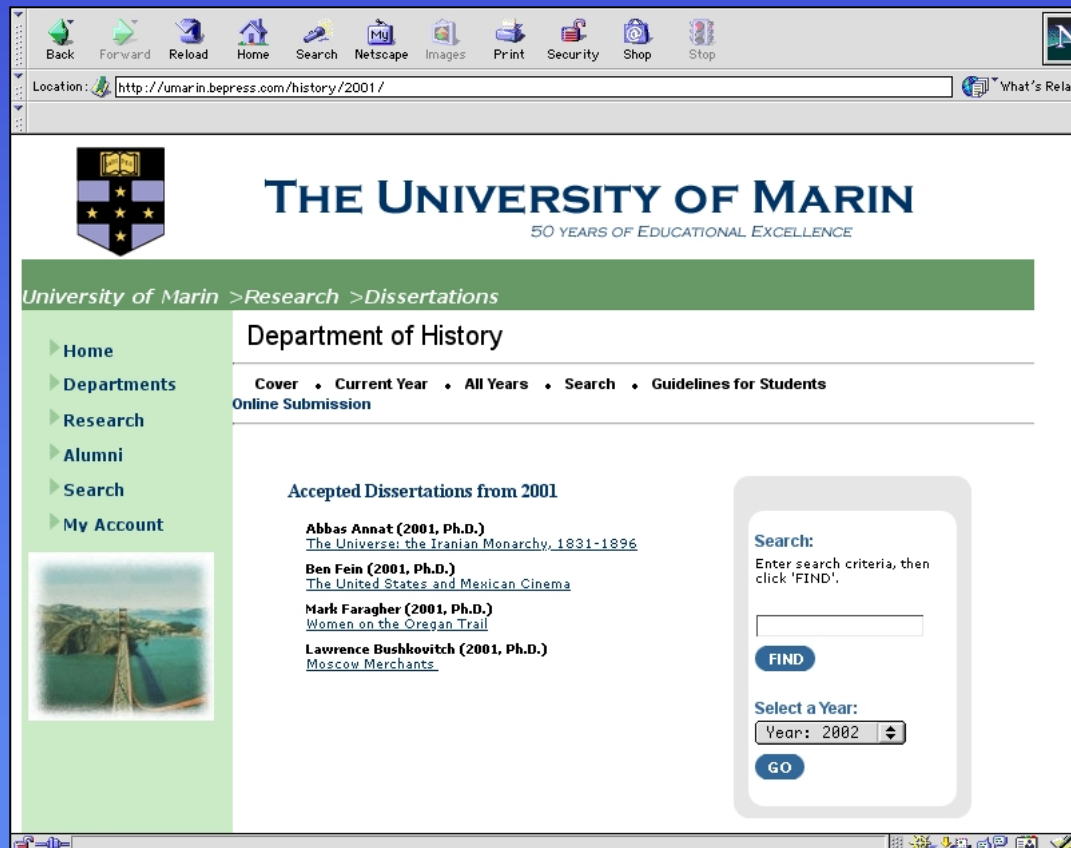 Back Forward Reload Home Search Netscape Images Print Security Shop Stop
Location: http://umarin.bepress.com/history/2001/ What's Rela
THE UNIVERSITY OF MARIN
50 YEARS OF EDUCATIONAL EXCELLENCE
University of Marin >Research >Dissertations
Home
Departments
Research
Alumni
Search
My Account
Department of History
Cover • Current Year • All Years • Search • Guidelines for Students
Online Submission
Accepted Dissertations from 2001
Abbas Annat (2001, Ph.D.)
The Universe: the Iranian Monarchy, 1831-1896
Ben Fein (2001, Ph.D.)
The United States and Mexican Cinema
Mark Faragher (2001, Ph.D.)
Women on the Oregan Trail
Lawrence Bushkovitch (2001, Ph.D.)
Moscow Merchants
Search:
Enter search criteria, then
click 'FIND'.
FIND
Select a Year:
Year: 2002
GO